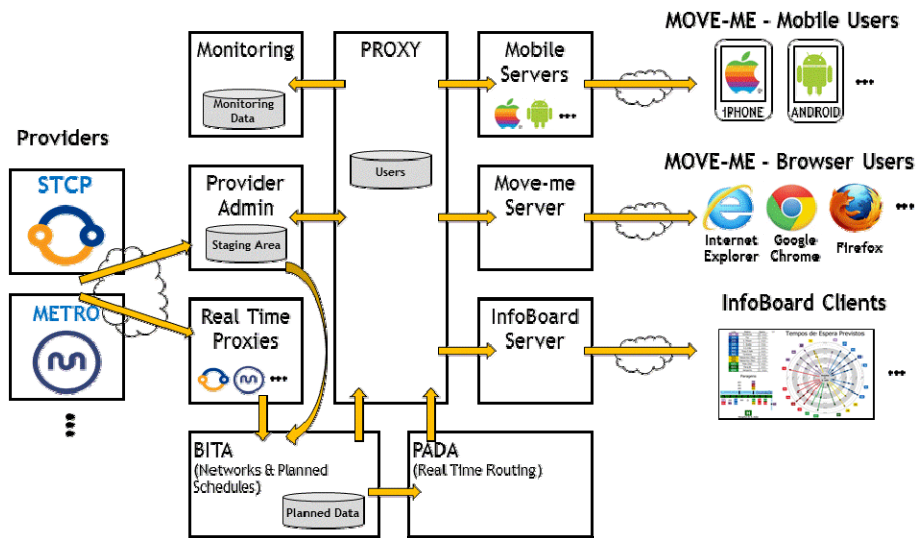 Providers
STCP
METRO
Monitoring
Monitoring
Data
Provider
Admin
Staging Area
Real Time
Proxies
BITA
(Networks & Planned
Schedules)
Planned Data
PROXY
Users
PADA
(Real Time Routing)
Mobile
Servers
Move-me
Server
InfoBoard
Server
MOVE-ME - Mobile Users
IPHONE
ANDROID
MOVE-ME - Browser Users
Internet
Explorer
Google
Chrome
Firefox
InfoBoard Clients
Tempos de Espera Previstos